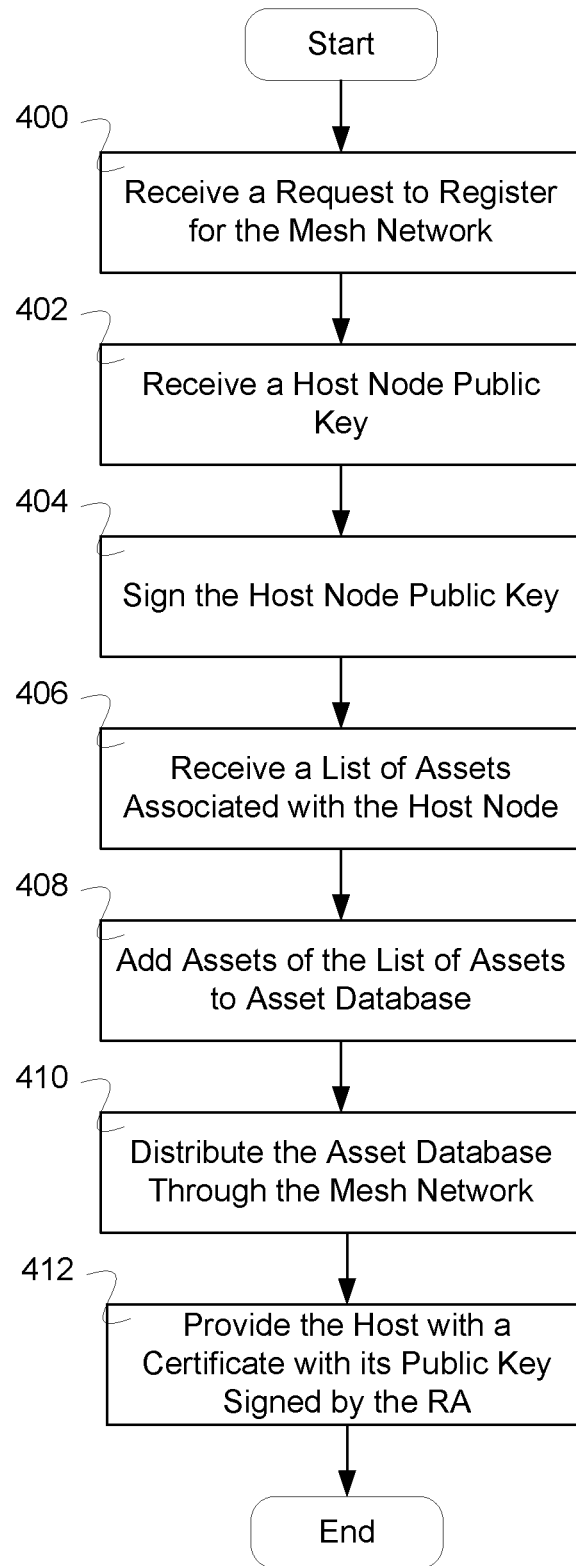 Start
400
Receive a Request to Register
for the Mesh Network
402
Receive a Host Node Public
Key
404
Sign the Host Node Public Key
406
Receive a List of Assets
Associated with the Host Node
408
Add Assets of the List of Assets
to Asset Database
410
Distribute the Asset Database
Through the Mesh Network
412
Provide the Host with a
Certificate with its Public Key
Signed by the RA
End